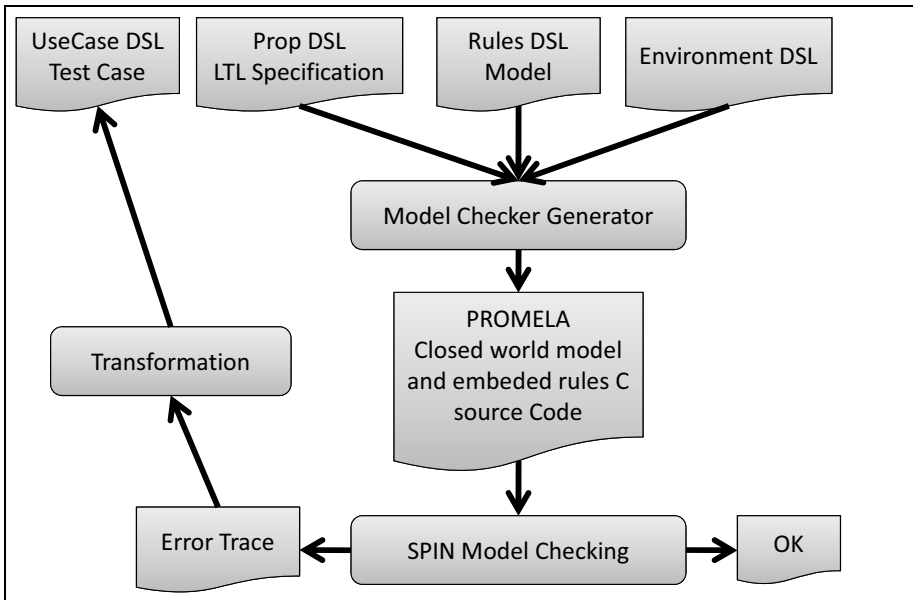 UseCase DSL
Test Case
Prop DSL
LTL Specification
Rules DSL
Model
Environment DSL
Model Checker Generator
PROMELA
Closed world model
and embeded rules C
source Code
Transformation
Error Trace
SPIN Model Checking
OK